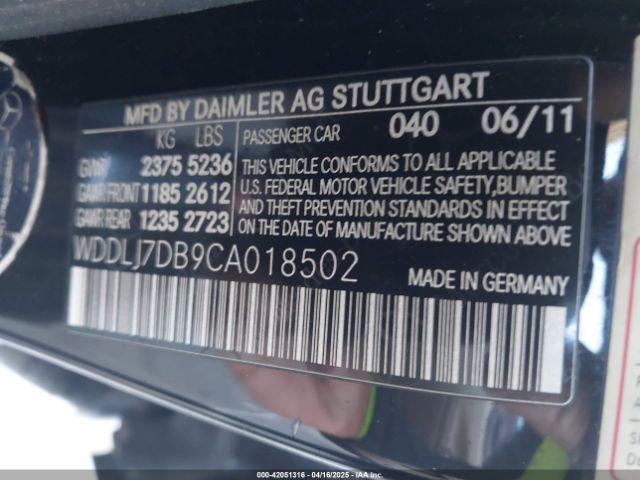 MFD BY DAIMLER AG STUTTGART
KG LBS PASSENGER CAR 040 06/11
GVWR 2375 5236 THIS VEHICLE CONFORMS TO ALL APPLICABLE
GAWR FRONT 1185 2612 U.S. FEDERAL MOTOR VEHICLE SAFETY, BUMPER
GAWR REAR 1235 2723 AND THEFT PREVENTION STANDARDS IN EFFECT
ON THE DATE OF MANUFACTURE SHOWN ABOVE
WDDLJ7DB9CA018502 MADE IN GERMANY
000-42051316 - 04/16/2025 - IAA Inc.